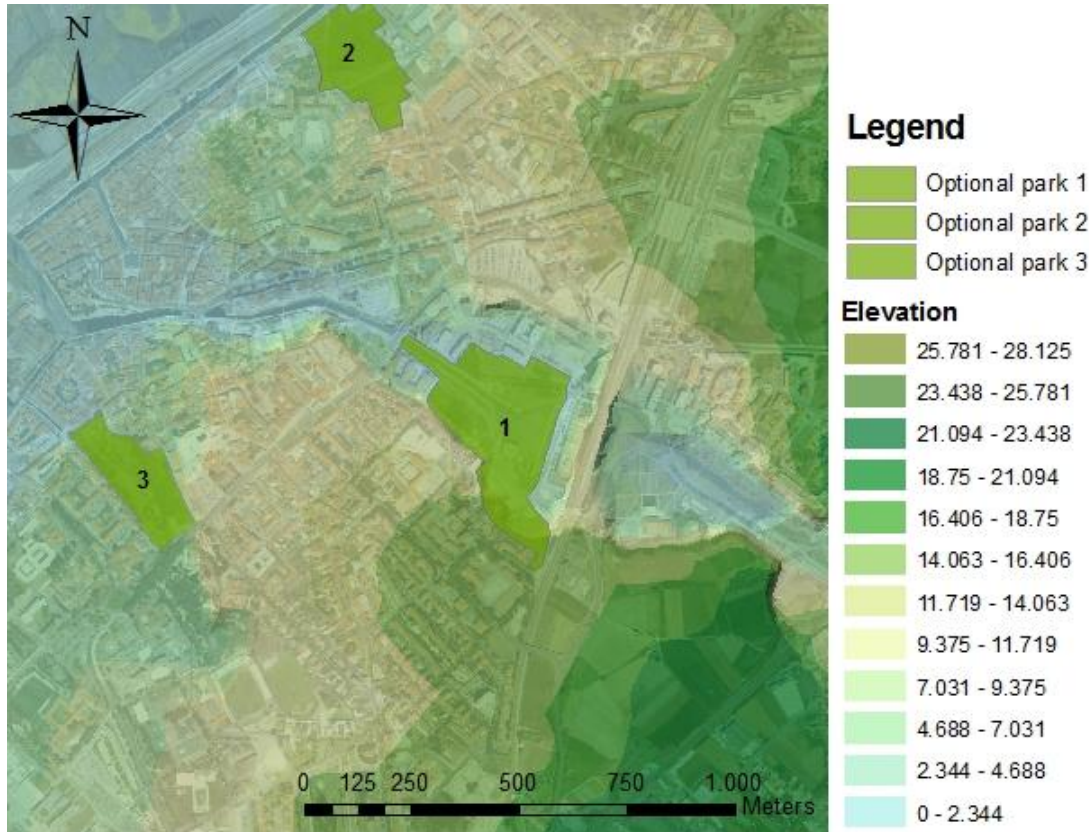 N
2
1
3
0 125 250 500 750 1.000
Meters
Legend
Optional park 1
Optional park 2
Optional park 3
Elevation
25.781 - 28.125
23.438 - 25.781
21.094 - 23.438
18.75 - 21.094
16.406 - 18.75
14.063 - 16.406
11.719 - 14.063
9.375 - 11.719
7.031 - 9.375
4.688 - 7.031
2.344 - 4.688
0 - 2.344